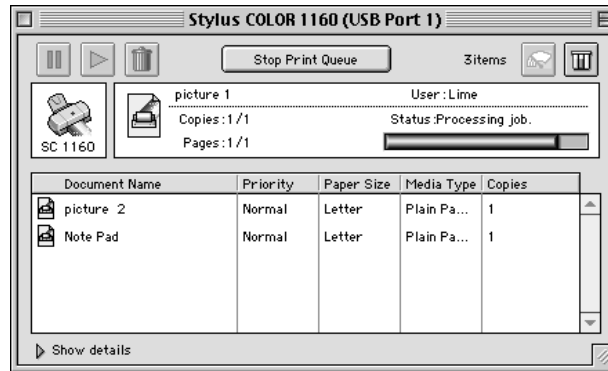 Stylus COLOR 1160 (USB Port 1)
Stop Print Queue
3items
SC 1160
picture 1
User:Lime
Copies:1/1
Status:Processing job.
Pages:1/1
Document Name Priority Paper Size Media Type Copies
picture 2 Normal Letter Plain Pa... 1
Note Pad Normal Letter Plain Pa... 1
Show details